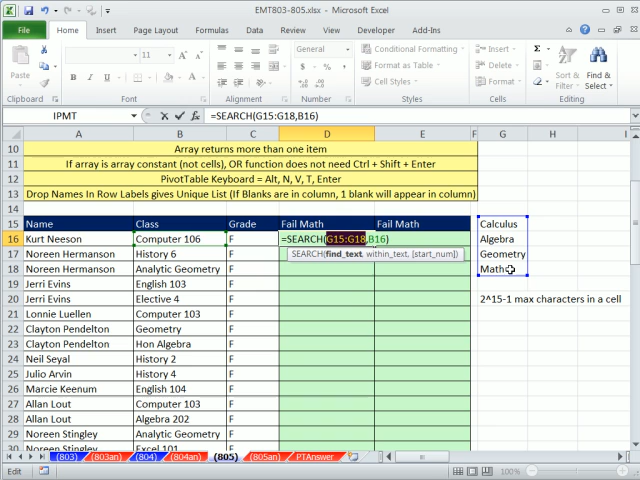 EMT803-805.xlsx - Microsoft Excel
File Home Insert Page Layout Formulas Data Review View Developer Add-Ins
Paste
Clipboard
11
B I U
Font
Alignment
General
$ % ,
Number
Conditional Formatting
Format as Table
Cell Styles
Styles
Insert
Delete
Format
Cells
Sort & Filter
Find & Select
Editing
IPMT =SEARCH(G15:G18,B16)
A B C D E F G H I
10 Array returns more than one item
11 If array is array constant (not cells), OR function does not need Ctrl + Shift + Enter
12 PivotTable Keyboard = Alt, N, V, T, Enter
13 Drop Names In Row Labels gives Unique List (If Blanks are in column, 1 blank will appear in column)
14
15 Name Class Grade Fail Math Fail Math Calculus
16 Kurt Neeson Computer 106 F =SEARCH(G15:G18,B16) Algebra
17 Noreen Hermanson History 6 F SEARCH(find_text, within_text, [start_num]) Geometry
18 Noreen Hermanson Analytic Geometry F Math
19 Jerri Evins English 103 F
20 Jerri Evins Elective 4 F 2^15-1 max characters in a cell
21 Lonnie Luellen Computer 103 F
22 Clayton Pendelton Geometry F
23 Clayton Pendelton Hon Algebra F
24 Neil Seyal History 2 F
25 Julio Arvin History 4 F
26 Marcie Keenum English 104 F
27 Allan Lout Computer 103 F
28 Allan Lout Algebra 202 F
29 Noreen Stingley Analytic Geometry F
30 Noreen Stingley Excel 101 F
(803) (803an) (804) (804an) (805) (805an) PTAnswer
Edit 100%